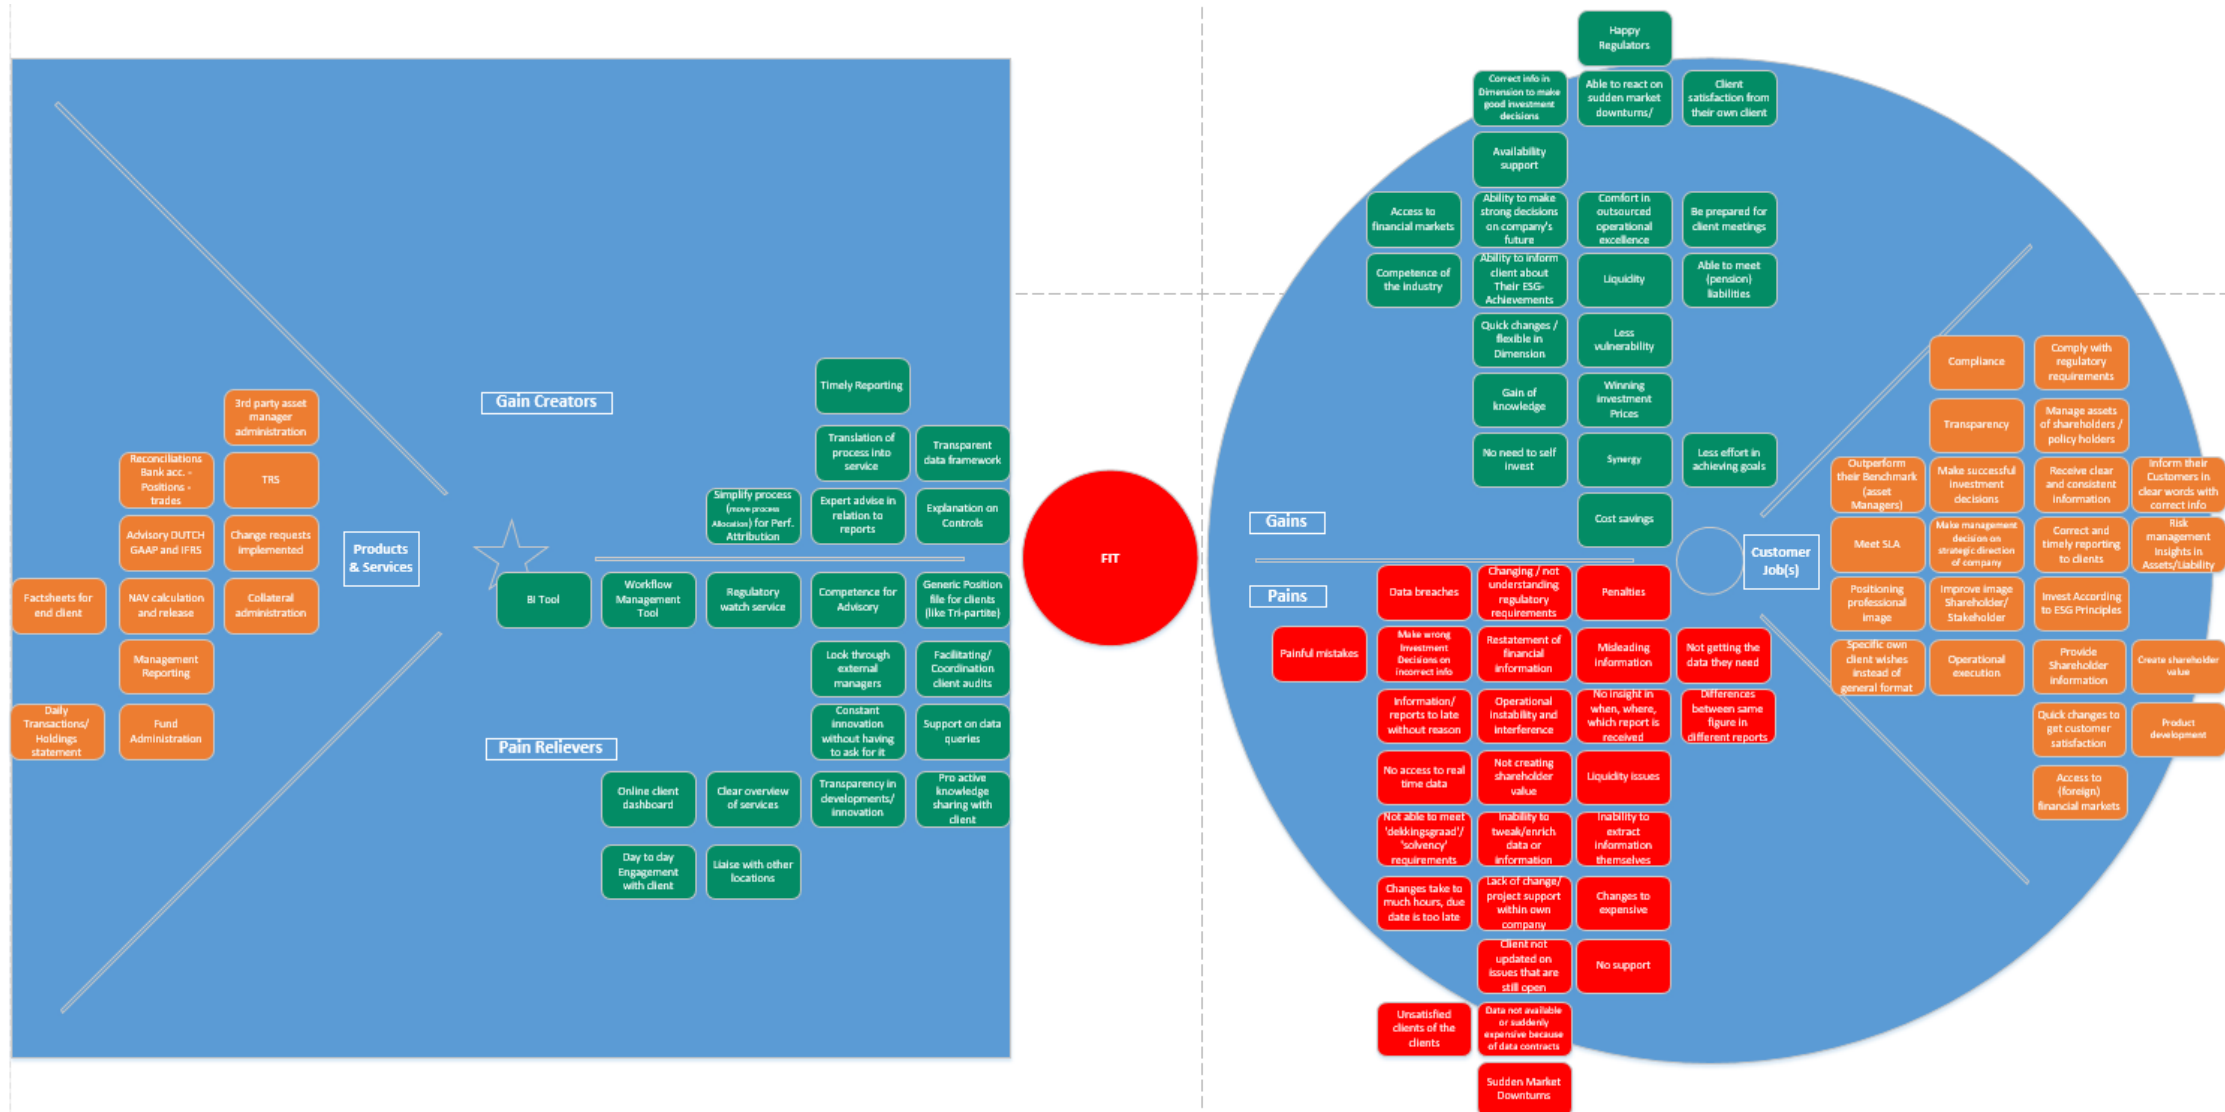 Gain Creators
Products
& Services
Pain Relievers
3rd party asset
manager
administration
Reconciliations
Bank acc. -
Positions -
trades
TRS
Advisory DUTCH
GAAP and IFRS
Change requests
implemented
Factsheets for
end client
NAV calculation
and release
Collateral
administration
Management
Reporting
Daily
Transactions/
Holdings
statement
Fund
Administration
Timely Reporting
Translation of
process into
service
Transparent
data framework
Simplify process
(move process
Allocation) for Perf.
Attribution
Expert advise in
relation to
reports
Explanation on
Controls
BI Tool
Workflow
Management
Tool
Regulatory
watch service
Competence for
Advisory
Generic Position
file for clients
(like Tri-partite)
Look through
external
managers
Facilitating/
Coordination
client audits
Constant
innovation
without having
to ask for it
Support on data
queries
Online client
dashboard
Clear overview
of services
Transparency in
developments/
innovation
Pro active
knowledge
sharing with
client
Day to day
Engagement
with client
Liaise with other
locations
FIT
Happy
Regulators
Correct info in
Dimension to make
good investment
decisions
Able to react on
sudden market
downturns/
Client
satisfaction from
their own client
Availability
support
Access to
financial markets
Ability to make
strong decisions
on company's
future
Comfort in
outsourced
operational
excellence
Be prepared for
client meetings
Competence of
the industry
Ability to inform
client about
Their ESG-
Achievements
Liquidity
Able to meet
(pension)
liabilities
Quick changes /
flexible in
Dimension
Less
vulnerability
Gain of
knowledge
Winning
investment
Prices
No need to self
invest
Synergy
Less effort in
achieving goals
Cost savings
Gains
Pains
Customer
Job(s)
Data breaches
Changing / not
understanding
regulatory
requirements
Penalties
Painful mistakes
Make wrong
Investment
Decisions on
incorrect info
Restatement of
financial
information
Misleading
information
Not getting the
data they need
Information/
reports to late
without reason
Operational
instability and
interference
No insight in
when, where,
which report is
received
Differences
between same
figure in
different reports
No access to real
time data
Not creating
shareholder
value
Liquidity issues
Not able to meet
'dekkingsgraad'/
'solvency'
requirements
Inability to
tweak/enrich
data or
information
Inability to
extract
information
themselves
Changes take to
much hours, due
date is too late
Lack of change/
project support
within own
company
Changes to
expensive
Client not
updated on
issues that are
still open
No support
Unsatisfied
clients of the
clients
Data not available
or suddenly
expensive because
of data contracts
Sudden Market
Downturns
Compliance
Comply with
regulatory
requirements
Transparency
Manage assets
of shareholders /
policy holders
Outperform
their Benchmark
(asset
Managers)
Make successful
investment
decisions
Receive clear
and consistent
information
Inform their
Customers in
clear words with
correct info
Meet SLA
Make management
decision on
strategic direction
of company
Correct and
timely reporting
to clients
Risk
management
Insights in
Assets/Liability
Positioning
professional
image
Improve image
Shareholder/
Stakeholder
Invest According
to ESG Principles
Specific own
client wishes
instead of
general format
Operational
execution
Provide
Shareholder
information
Create shareholder
value
Quick changes to
get customer
satisfaction
Product
development
Access to
(foreign)
financial markets